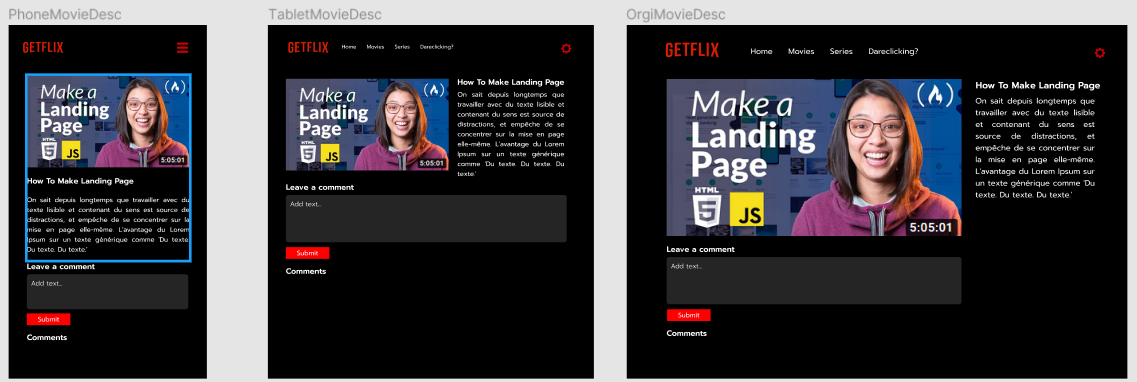 PhoneMovieDesc
GETFLIX
Make a
Landing
Page
HTML
5
JS
5:05:01
How To Make Landing Page
On sait depuis longtemps que travailler avec du
texte lisible et contenant du sens est source de
distractions, et empêche de se concentrer sur la
mise en page elle-même. L'avantage du Lorem
Ipsum sur un texte générique comme 'Du texte.
Du texte. Du texte.'
Leave a comment
Add text..
Submit
Comments
TabletMovieDesc
GETFLIX
Home Movies Series Dareclicking?
Make a
Landing
Page
HTML
5
JS
5:05:01
How To Make Landing Page
On sait depuis longtemps que
travailler avec du texte lisible et
contenant du sens est source de
distractions, et empêche de se
concentrer sur la mise en page
elle-même. L'avantage du Lorem
Ipsum sur un texte générique
comme 'Du texte. Du texte. Du
texte.'
Leave a comment
Add text..
Submit
Comments
OrgiMovieDesc
GETFLIX
Home Movies Series Dareclicking?
Make a
Landing
Page
HTML
5
JS
5:05:01
How To Make Landing Page
On sait depuis longtemps que
travailler avec du texte lisible
et contenant du sens est
source de distractions, et
empêche de se concentrer sur
la mise en page elle-même.
L'avantage du Lorem Ipsum sur
un texte générique comme 'Du
texte. Du texte. Du texte.'
Leave a comment
Add text..
Submit
Comments